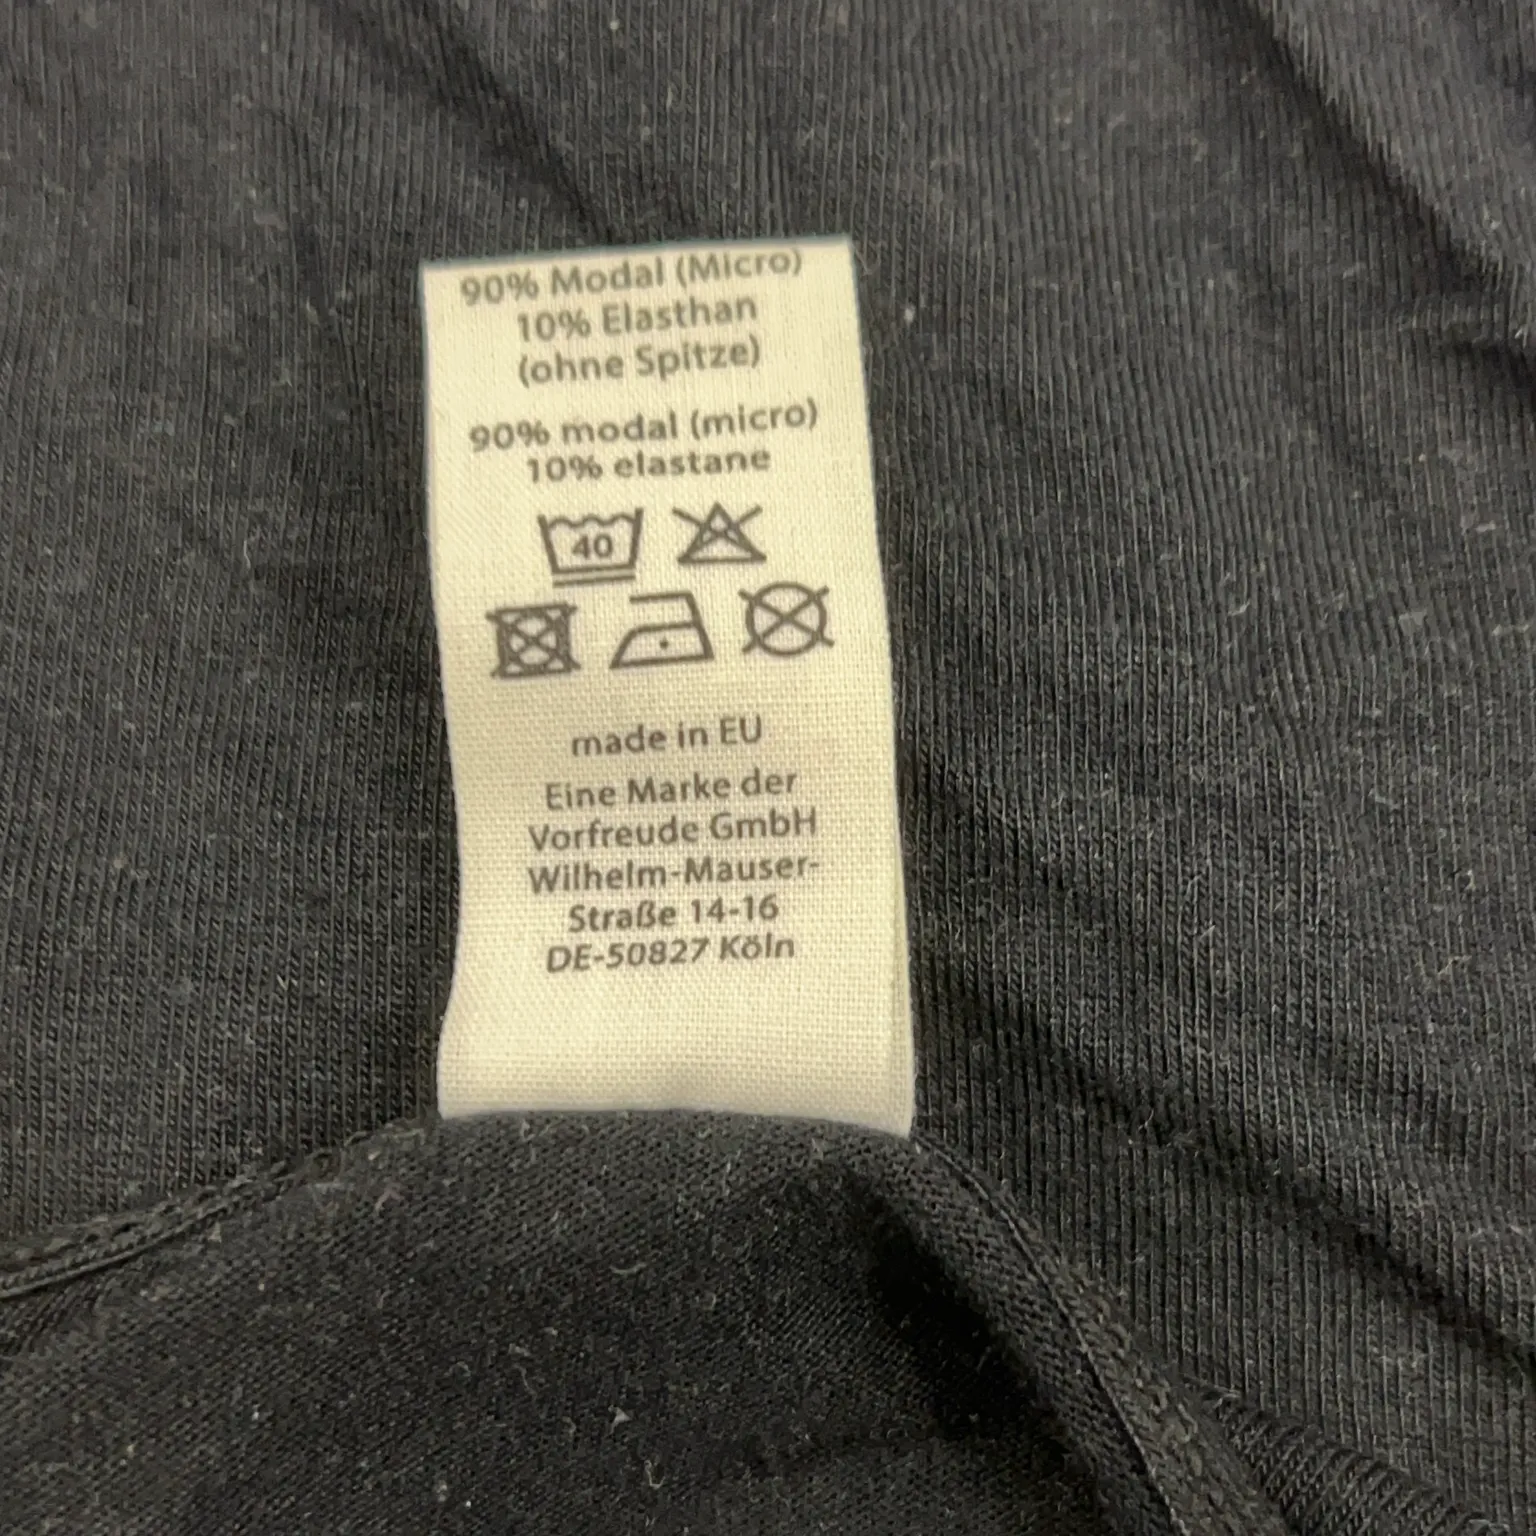 90% Modal (Micro)
10% Elasthan
(ohne Spitze)
90% modal (micro)
10% elastane
40
made in EU
Eine Marke der
Vorfreude GmbH
Wilhelm-Mauser-
Straße 14-16
DE-50827 Köln